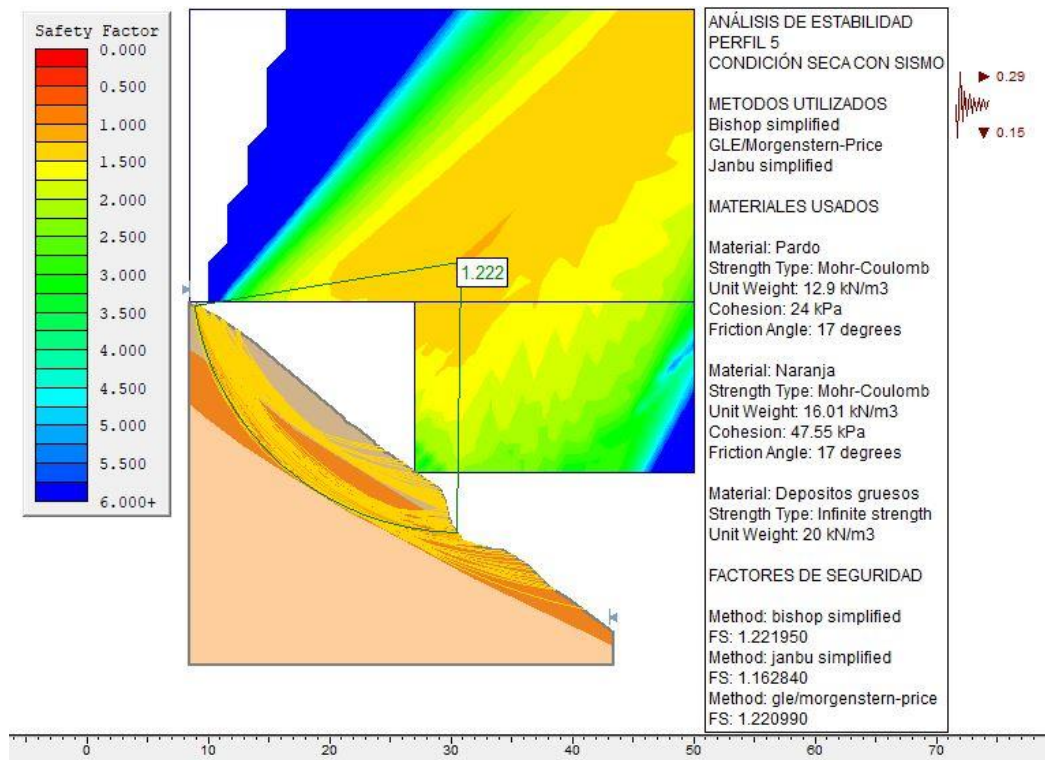 Safety Factor
0.000
0.500
1.000
1.500
2.000
2.500
3.000
3.500
4.000
4.500
5.000
5.500
6.000+
1.222
ANÁLISIS DE ESTABILIDAD
PERFIL 5
CONDICIÓN SECA CON SISMO
METODOS UTILIZADOS
Bishop simplified
GLE/Morgenstern-Price
Janbu simplified
MATERIALES USADOS
Material: Pardo
Strength Type: Mohr-Coulomb
Unit Weight: 12.9 kN/m3
Cohesion: 24 kPa
Friction Angle: 17 degrees
Material: Naranja
Strength Type: Mohr-Coulomb
Unit Weight: 16.01 kN/m3
Cohesion: 47.55 kPa
Friction Angle: 17 degrees
Material: Depositos gruesos
Strength Type: Infinite strength
Unit Weight: 20 kN/m3
FACTORES DE SEGURIDAD
Method: bishop simplified
FS: 1.221950
Method: janbu simplified
FS: 1.162840
Method: gle/morgenstern-price
FS: 1.220990
0.29
0.15
0 10 20 30 40 50 60 70